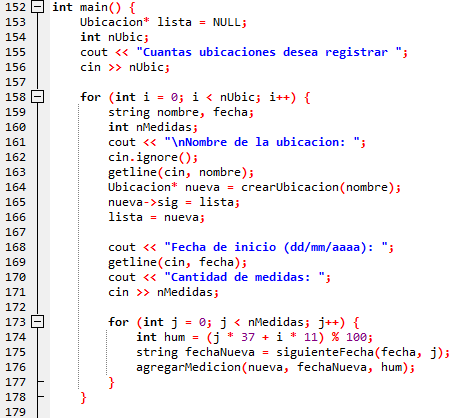 152 int main() {
153     Ubicacion* lista = NULL;
154     int nUbic;
155     cout << "Cuantas ubicaciones desea registrar ";
156     cin >> nUbic;
157
158     for (int i = 0; i < nUbic; i++) {
159         string nombre, fecha;
160         int nMedidas;
161         cout << "\nNombre de la ubicacion: ";
162         cin.ignore();
163         getline(cin, nombre);
164         Ubicacion* nueva = crearUbicacion(nombre);
165         nueva->sig = lista;
166         lista = nueva;
167
168         cout << "Fecha de inicio (dd/mm/aaaa): ";
169         getline(cin, fecha);
170         cout << "Cantidad de medidas: ";
171         cin >> nMedidas;
172
173         for (int j = 0; j < nMedidas; j++) {
174             int hum = (j * 37 + i * 11) % 100;
175             string fechaNueva = siguienteFecha(fecha, j);
176             agregarMedicion(nueva, fechaNueva, hum);
177         }
178     }
179